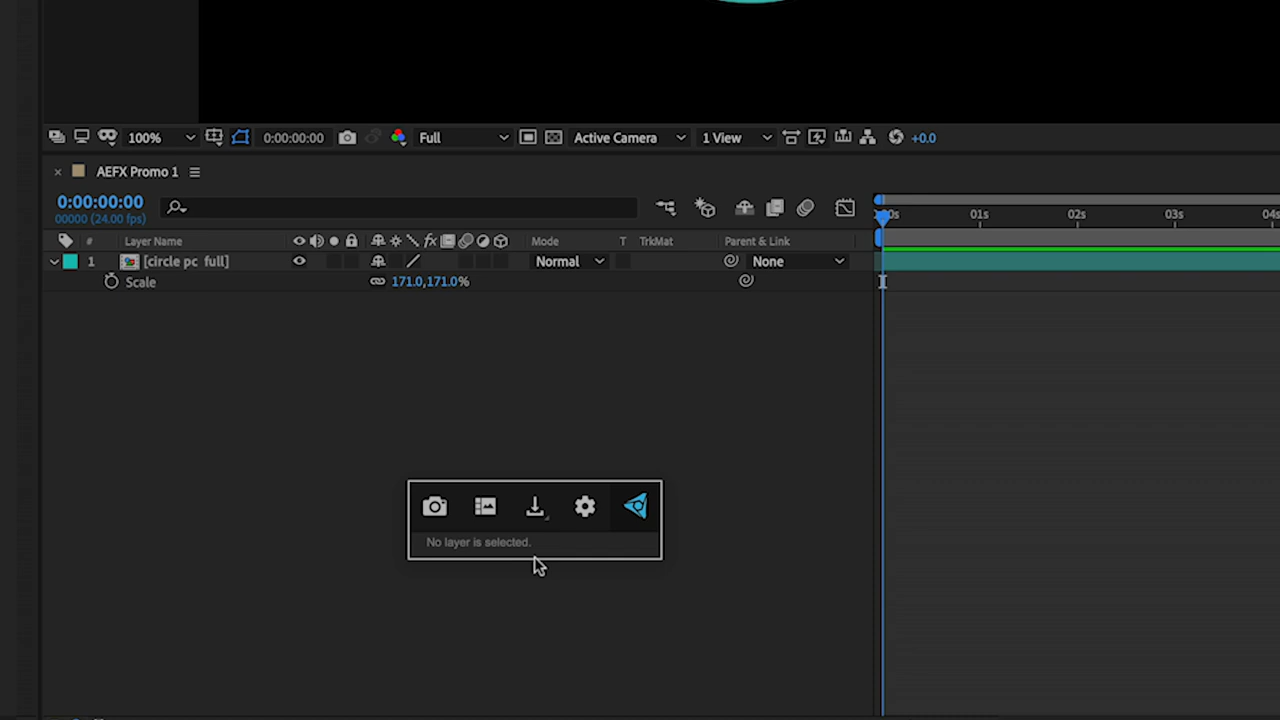 100% 0:00:00:00 Full Active Camera 1 View +0.0
AEFX Promo 1
0:00:00:00
00000 (24.00 fps)
01s 02s 03s
# Layer Name fx Mode T TrkMat Parent & Link
1 [circle pc full] Normal None
Scale 171.0,171.0%
No layer is selected.